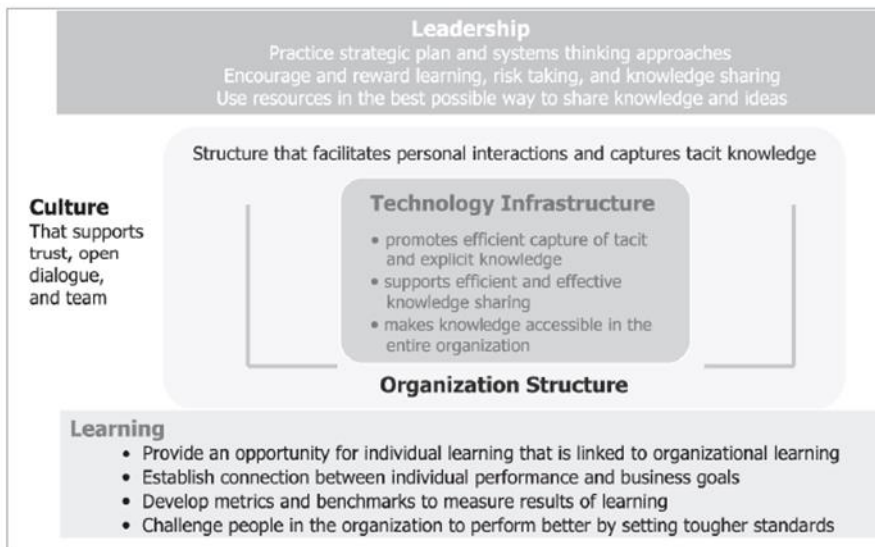 Leadership
Practice strategic plan and systems thinking approaches
Encourage and reward learning, risk taking, and knowledge sharing
Use resources in the best possible way to share knowledge and ideas
Structure that facilitates personal interactions and captures tacit knowledge
Culture
That supports
trust, open
dialogue,
and team
Technology Infrastructure
• promotes efficient capture of tacit
and explicit knowledge
• supports efficient and effective
knowledge sharing
• makes knowledge accessible in the
entire organization
Organization Structure
Learning
• Provide an opportunity for individual learning that is linked to organizational learning
• Establish connection between individual performance and business goals
• Develop metrics and benchmarks to measure results of learning
• Challenge people in the organization to perform better by setting tougher standards